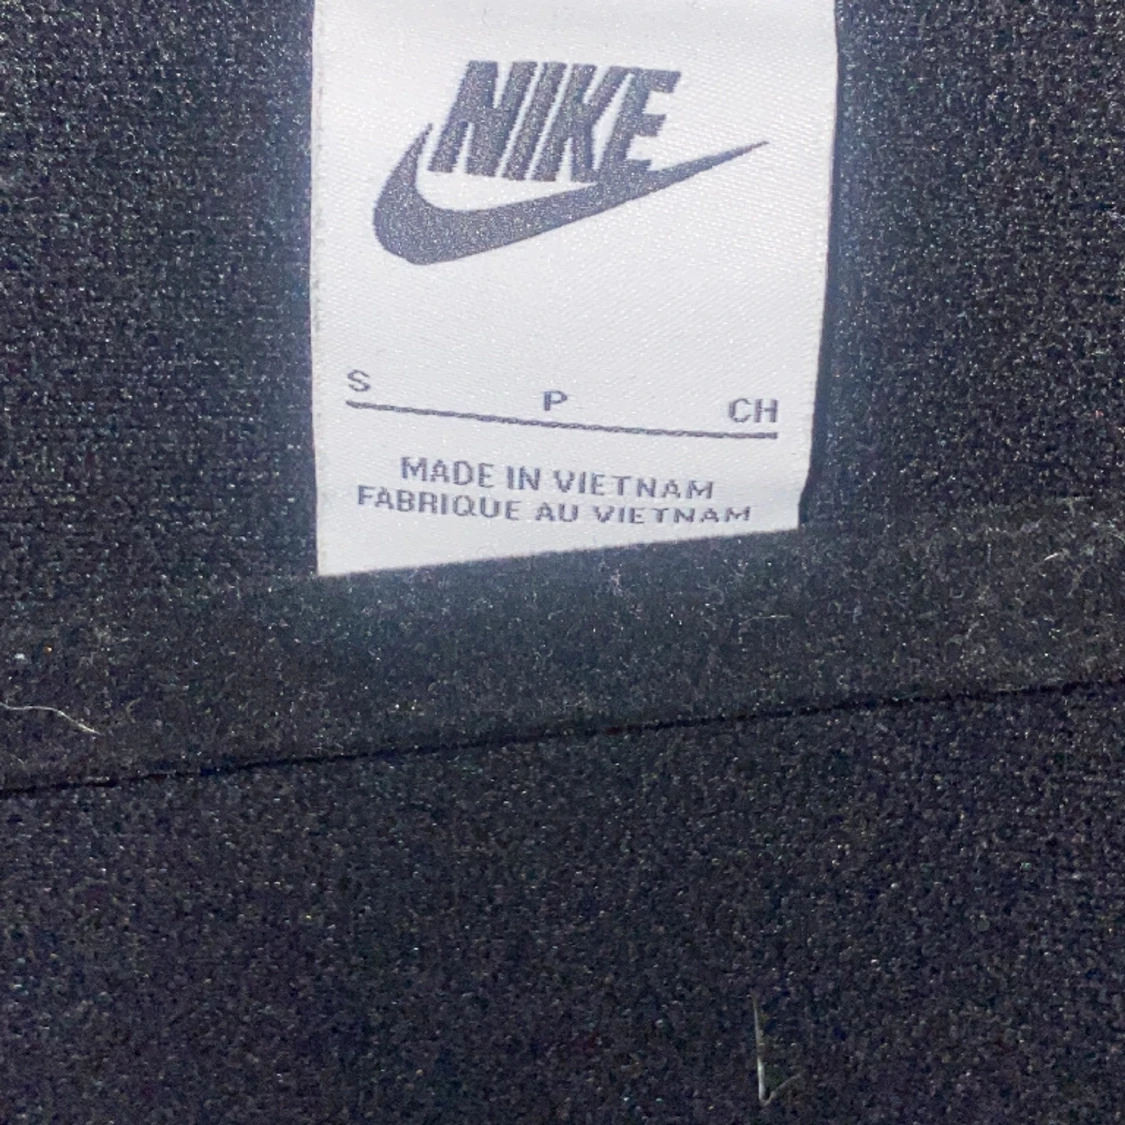 NIKE
S P CH
MADE IN VIETNAM
FABRIQUE AU VIETNAM